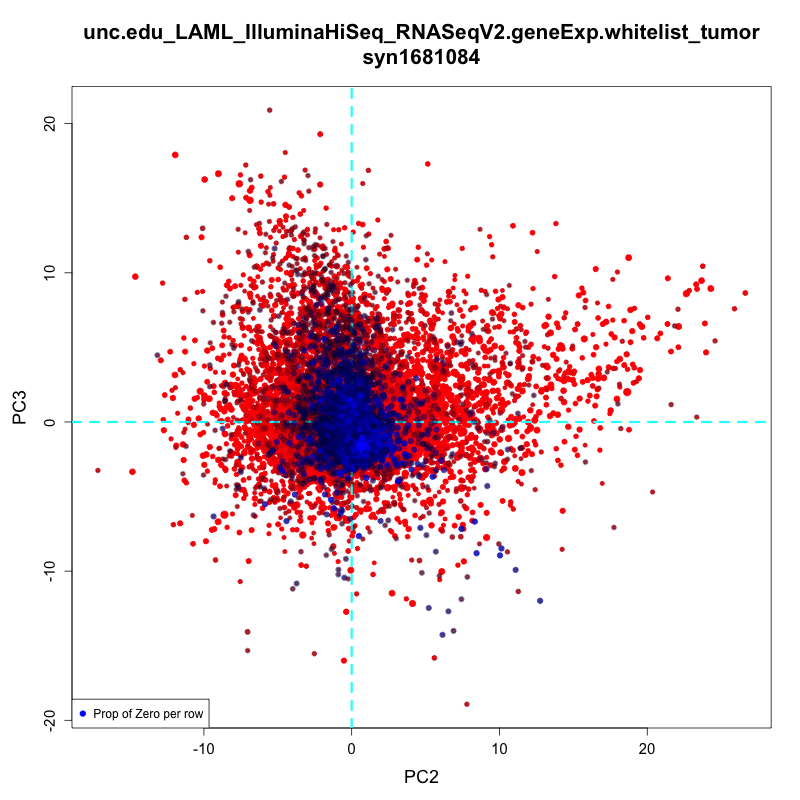 unc.edu_LAML_IlluminaHiSeq_RNASeqV2.geneExp.whitelist_tumor
syn1681084
20
10
0
-10
-20
PC3
Prop of Zero per row
-10
0
10
20
PC2